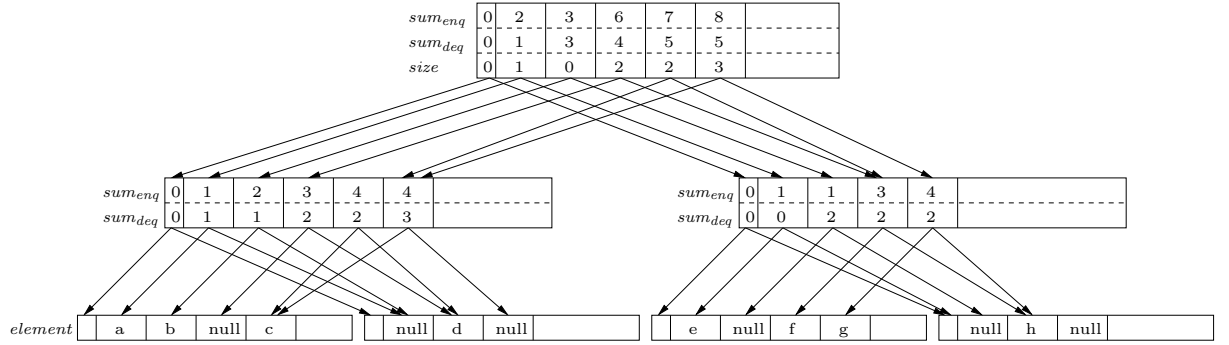 sum_enq 0 2 3 6 7 8
sum_deq 0 1 3 4 5 5
size 0 1 0 2 2 3
sum_enq 0 1 2 3 4 4 sum_enq 0 1 1 3 4
sum_deq 0 1 1 2 2 3 sum_deq 0 0 2 2 2
element a b null c null d null e null f g null h null